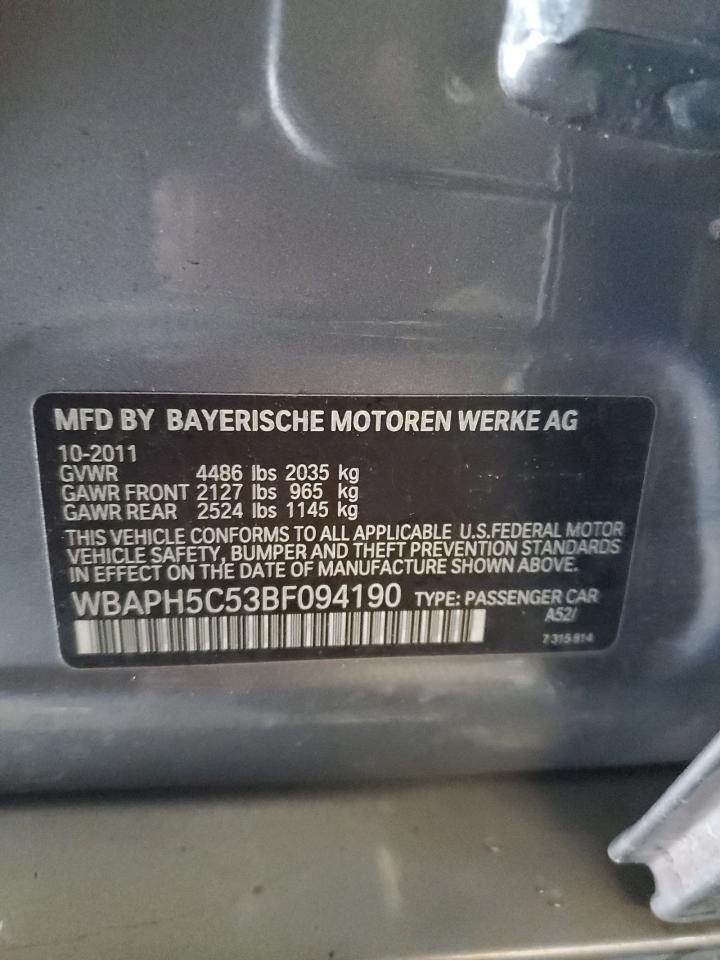 MFD BY BAYERISCHE MOTOREN WERKE AG
10-2011
GVWR 4486 lbs 2035 kg
GAWR FRONT 2127 lbs 965 kg
GAWR REAR 2524 lbs 1145 kg
THIS VEHICLE CONFORMS TO ALL APPLICABLE U.S.FEDERAL MOTOR
VEHICLE SAFETY, BUMPER AND THEFT PREVENTION STANDARDS
IN EFFECT ON THE DATE OF MANUFACTURE SHOWN ABOVE.
WBAPH5C53BF094190 TYPE: PASSENGER CAR
A52/
7 315 814